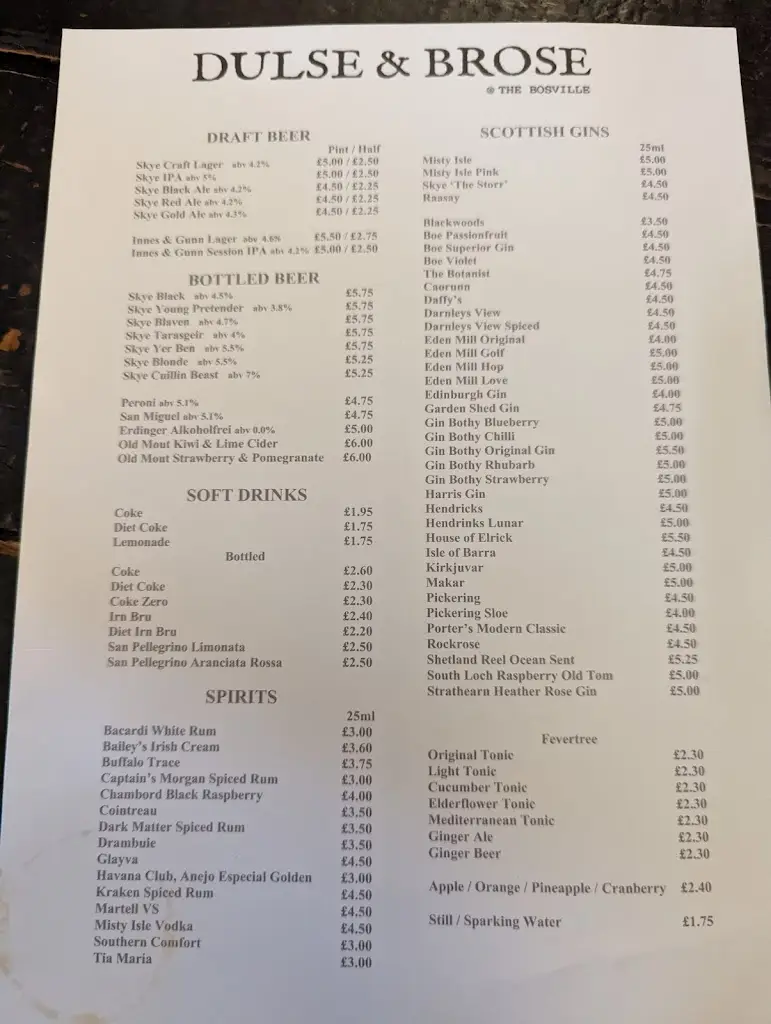 DULSE & BROSE
@ THE BOSVILLE
DRAFT BEER
Pint / Half
Skye Craft Lager abv 4.2% £5.00 / £2.50
Skye IPA abv 5% £5.00 / £2.50
Skye Black Ale abv 4.2% £4.50 / £2.25
Skye Red Ale abv 4.2% £4.50 / £2.25
Skye Gold Ale abv 4.3% £4.50 / £2.25
Innes & Gunn Lager abv 4.6% £5.50 / £2.75
Innes & Gunn Session IPA abv 4.2% £5.00 / £2.50
BOTTLED BEER
Skye Black abv 4.5% £5.75
Skye Young Pretender abv 3.8% £5.75
Skye Blaven abv 4.7% £5.75
Skye Tarasgeir abv 4% £5.75
Skye Yer Ben abv 5.5% £5.75
Skye Blonde abv 5.5% £5.25
Skye Cuillin Beast abv 7% £5.25
Peroni abv 5.1% £4.75
San Miguel abv 5.1% £4.75
Erdinger Alkoholfrei abv 0.0% £5.00
Old Mout Kiwi & Lime Cider £6.00
Old Mout Strawberry & Pomegranate £6.00
SOFT DRINKS
Coke £1.95
Diet Coke £1.75
Lemonade £1.75
Bottled
Coke £2.60
Diet Coke £2.30
Coke Zero £2.30
Irn Bru £2.40
Diet Irn Bru £2.20
San Pellegrino Limonata £2.50
San Pellegrino Aranciata Rossa £2.50
SPIRITS
25ml
Bacardi White Rum £3.00
Bailey's Irish Cream £3.60
Buffalo Trace £3.75
Captain's Morgan Spiced Rum £3.00
Chambord Black Raspberry £4.00
Cointreau £3.50
Dark Matter Spiced Rum £3.50
Drambuie £3.50
Glayva £4.50
Havana Club, Anejo Especial Golden £3.00
Kraken Spiced Rum £4.50
Martell VS £4.50
Misty Isle Vodka £4.50
Southern Comfort £3.00
Tia Maria £3.00
SCOTTISH GINS
25ml
Misty Isle £5.00
Misty Isle Pink £5.00
Skye 'The Storr' £4.50
Raasay £4.50
Blackwoods £3.50
Boe Passionfruit £4.50
Boe Superior Gin £4.50
Boe Violet £4.50
The Botanist £4.75
Caorunn £4.50
Daffy's £4.50
Darnleys View £4.50
Darnleys View Spiced £4.50
Eden Mill Original £4.00
Eden Mill Golf £5.00
Eden Mill Hop £5.00
Eden Mill Love £5.00
Edinburgh Gin £4.00
Garden Shed Gin £4.75
Gin Bothy Blueberry £5.00
Gin Bothy Chilli £5.00
Gin Bothy Original Gin £5.50
Gin Bothy Rhubarb £5.00
Gin Bothy Strawberry £5.00
Harris Gin £5.00
Hendricks £4.50
Hendrinks Lunar £5.00
House of Elrick £5.50
Isle of Barra £4.50
Kirkjuvar £5.00
Makar £5.00
Pickering £4.50
Pickering Sloe £4.00
Porter's Modern Classic £4.50
Rockrose £4.50
Shetland Reel Ocean Sent £5.25
South Loch Raspberry Old Tom £5.00
Strathearn Heather Rose Gin £5.00
Fevertree
Original Tonic £2.30
Light Tonic £2.30
Cucumber Tonic £2.30
Elderflower Tonic £2.30
Mediterranean Tonic £2.30
Ginger Ale £2.30
Ginger Beer £2.30
Apple / Orange / Pineapple / Cranberry £2.40
Still / Sparking Water £1.75